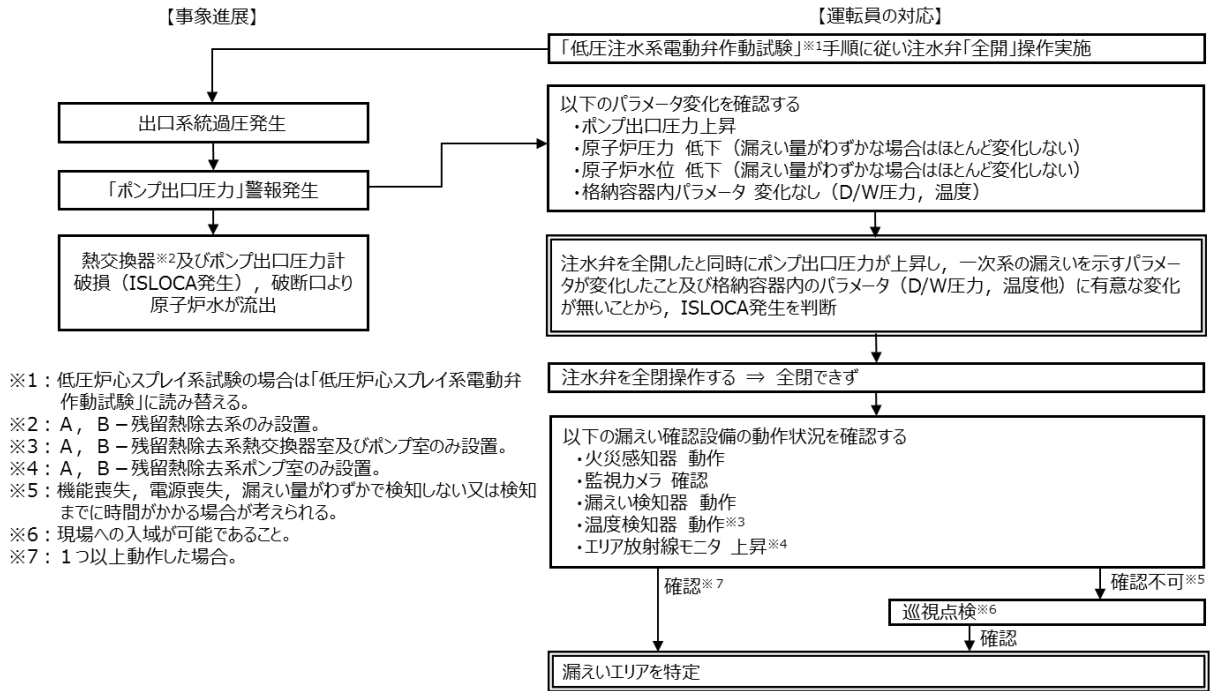 【事象進展】
【運転員の対応】
「低圧注水系電動弁作動試験」※1手順に従い注水弁「全開」操作実施
出口系統過圧発生
「ポンプ出口圧力」警報発生
熱交換器※2及びポンプ出口圧力計
破損（ISLOCA発生），破断口より
原子炉水が流出
以下のパラメータ変化を確認する
・ポンプ出口圧力上昇
・原子炉圧力 低下（漏えい量がわずかな場合はほとんど変化しない）
・原子炉水位 低下（漏えい量がわずかな場合はほとんど変化しない）
・格納容器内パラメータ 変化なし（D/W圧力，温度）
注水弁を全開したと同時にポンプ出口圧力が上昇し，一次系の漏えいを示すパラメー
タが変化したこと及び格納容器内のパラメータ（D/W圧力，温度他）に有意な変化
が無いことから，ISLOCA発生を判断
注水弁を全閉操作する ⇒ 全閉できず
以下の漏えい確認設備の動作状況を確認する
・火災感知器 動作
・監視カメラ 確認
・漏えい検知器 動作
・温度検知器 動作※3
・エリア放射線モニタ 上昇※4
確認※7
確認不可※5
巡視点検※6
確認
漏えいエリアを特定
※1：低圧炉心スプレイ系試験の場合は「低圧炉心スプレイ系電動弁
作動試験」に読み替える。
※2：A，B－残留熱除去系のみ設置。
※3：A，B－残留熱除去系熱交換器室及びポンプ室のみ設置。
※4：A，B－残留熱除去系ポンプ室のみ設置。
※5：機能喪失，電源喪失，漏えい量がわずかで検知しない又は検知
までに時間がかかる場合が考えられる。
※6：現場への入域が可能であること。
※7：１つ以上動作した場合。